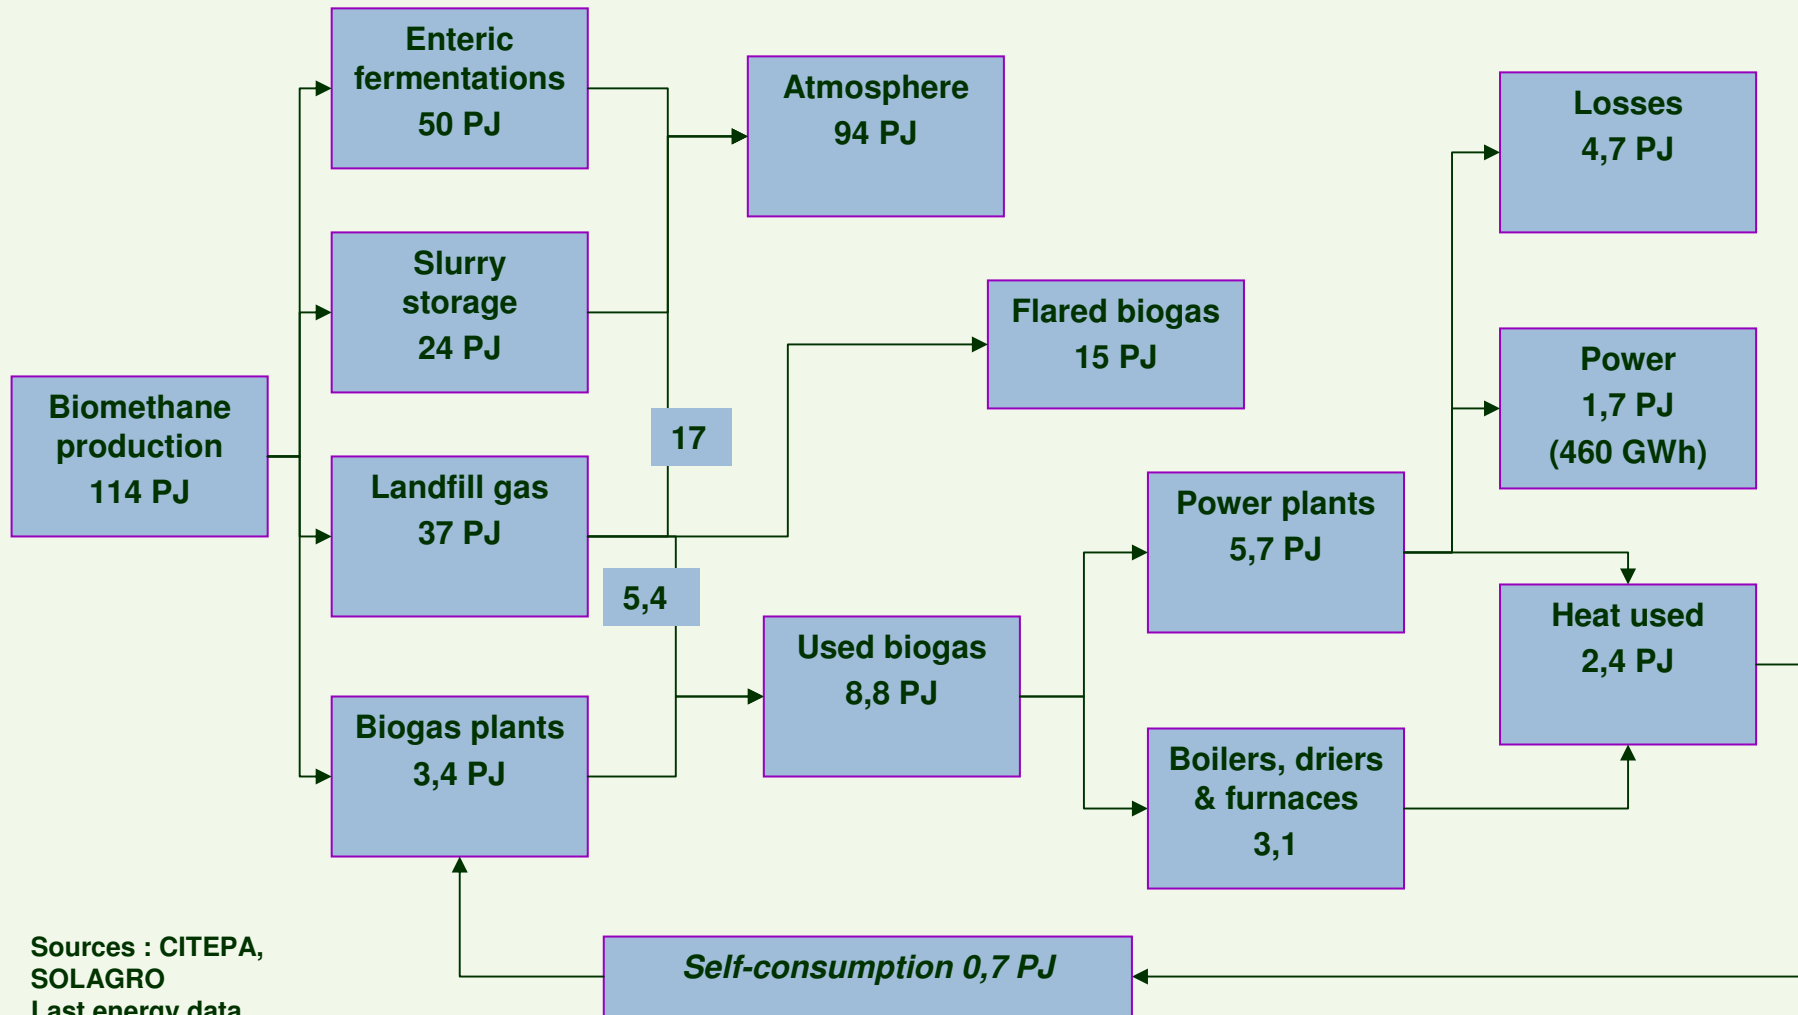 Enteric
fermentations
50 PJ
Atmosphere
94 PJ
Losses
4,7 PJ
Slurry
storage
24 PJ
Flared biogas
15 PJ
Power
1,7 PJ
(460 GWh)
Biomethane
production
114 PJ
17
Landfill gas
37 PJ
Power plants
5,7 PJ
5,4
Used biogas
8,8 PJ
Heat used
2,4 PJ
Biogas plants
3,4 PJ
Boilers, driers
& furnaces
3,1
Self-consumption 0,7 PJ
Sources : CITEPA,
SOLAGRO
Last energy data